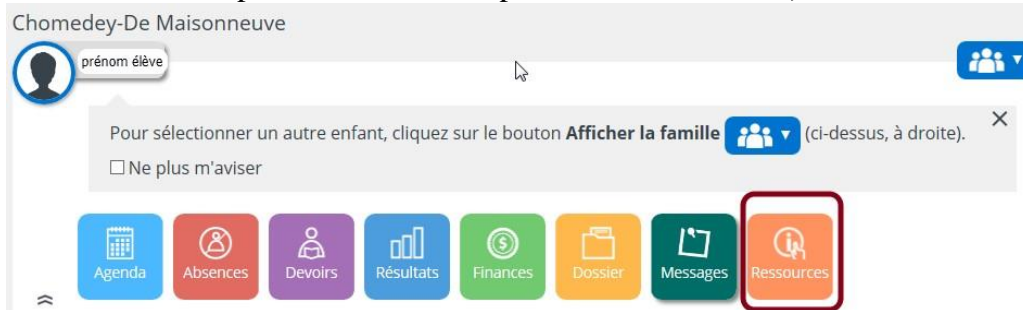 Chomedey-De Maisonneuve
prénom élève
Pour sélectionner un autre enfant, cliquez sur le bouton Afficher la famille (ci-dessus, à droite).
Ne plus m'aviser
Agenda Absences Devoirs Résultats Finances Dossier Messages Ressources